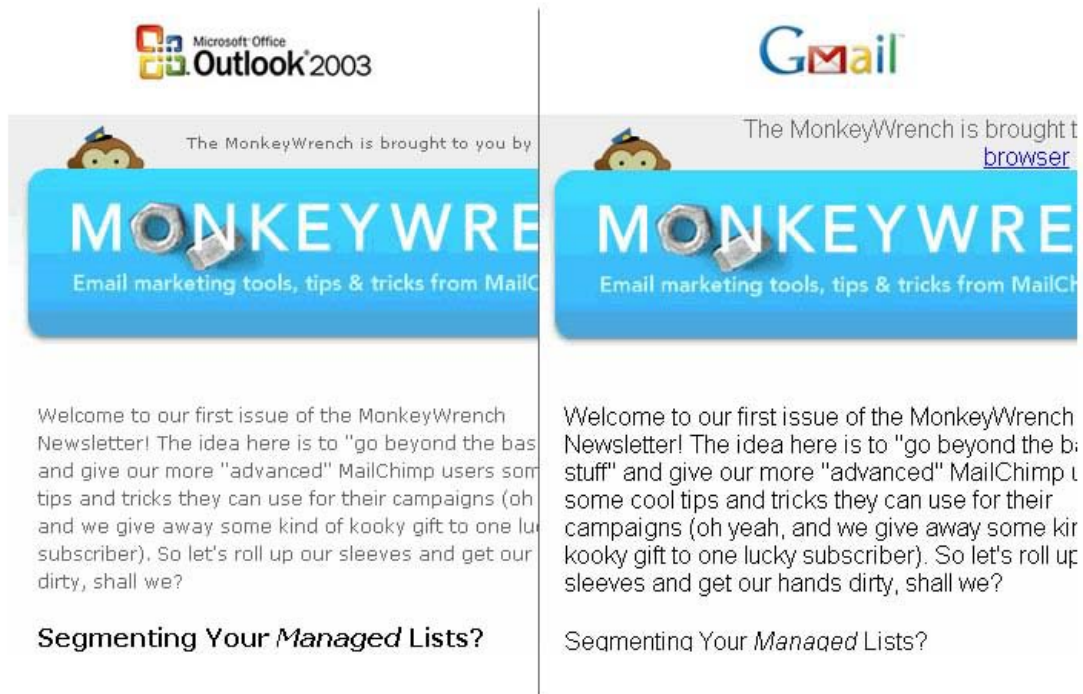 Microsoft Office
Outlook 2003
The MonkeyWrench is brought to you by
MONKEYWRE
Email marketing tools, tips & tricks from MailC
Welcome to our first issue of the MonkeyWrench
Newsletter! The idea here is to "go beyond the bas
and give our more "advanced" MailChimp users som
tips and tricks they can use for their campaigns (oh
and we give away some kind of kooky gift to one lu
subscriber). So let's roll up our sleeves and get our
dirty, shall we?
Segmenting Your Managed Lists?
Gmail
The MonkeyWrench is brought t
browser
MONKEYWRE
Email marketing tools, tips & tricks from MailCh
Welcome to our first issue of the MonkeyWrench
Newsletter! The idea here is to "go beyond the ba
stuff" and give our more "advanced" MailChimp u
some cool tips and tricks they can use for their
campaigns (oh yeah, and we give away some kin
kooky gift to one lucky subscriber). So let's roll up
sleeves and get our hands dirty, shall we?
Segmenting Your Managed Lists?